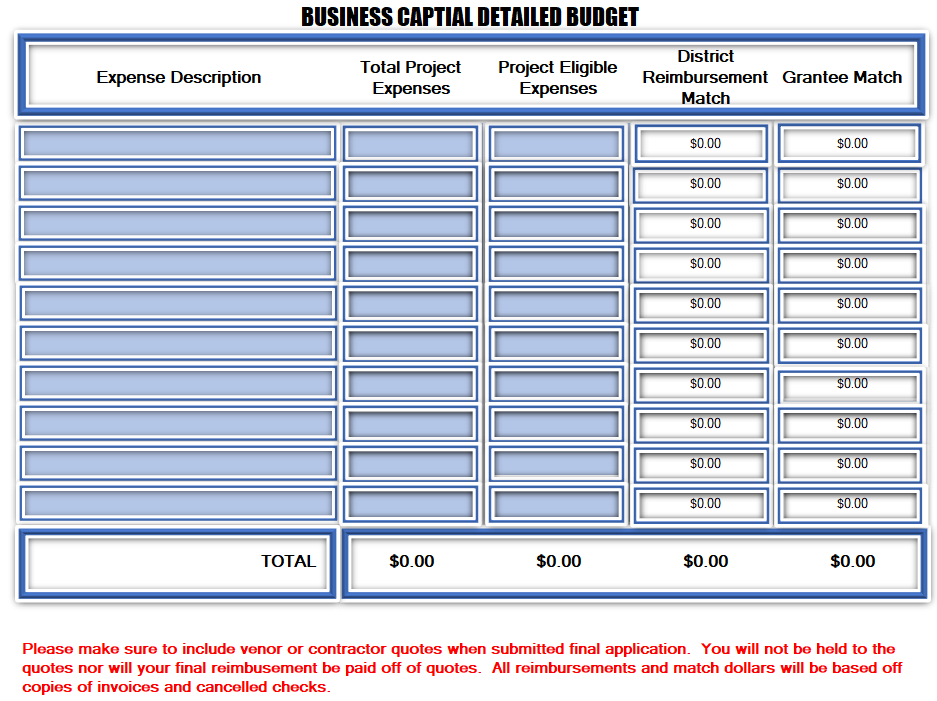 BUSINESS CAPTIAL DETAILED BUDGET
Expense Description
Total Project
Expenses
Project Eligible
Expenses
District
Reimbursement
Match
Grantee Match
$0.00 $0.00
$0.00 $0.00
$0.00 $0.00
$0.00 $0.00
$0.00 $0.00
$0.00 $0.00
$0.00 $0.00
$0.00 $0.00
$0.00 $0.00
$0.00 $0.00
TOTAL $0.00 $0.00 $0.00 $0.00
Please make sure to include venor or contractor quotes when submitted final application. You will not be held to the
quotes nor will your final reimbusement be paid off of quotes. All reimbursements and match dollars will be based off
copies of invoices and cancelled checks.